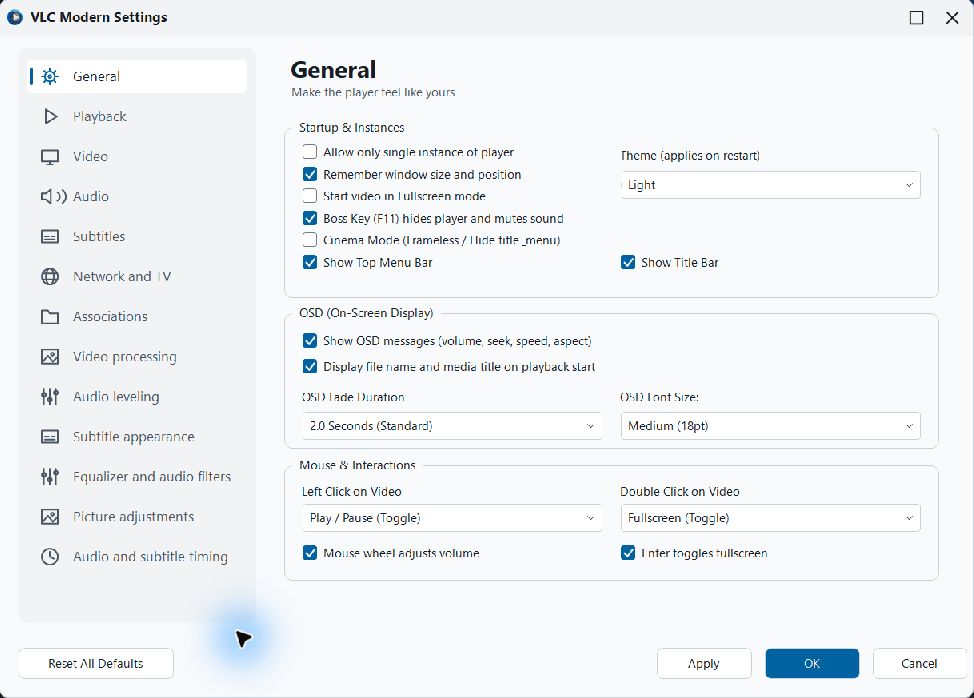 VLC Modern Settings
General
Playback
Video
Audio
Subtitles
Network and TV
Associations
Video processing
Audio leveling
Subtitle appearance
Equalizer and audio filters
Picture adjustments
Audio and subtitle timing
Reset All Defaults
General
Make the player feel like yours
Startup & Instances
Allow only single instance of player
Remember window size and position
Start video in Fullscreen mode
Boss Key (F11) hides player and mutes sound
Cinema Mode (Frameless / Hide title_menu)
Show Top Menu Bar
Theme (applies on restart)
Light
Show Title Bar
OSD (On-Screen Display)
Show OSD messages (volume, seek, speed, aspect)
Display file name and media title on playback start
OSD Fade Duration
2.0 Seconds (Standard)
OSD Font Size:
Medium (18pt)
Mouse & Interactions
Left Click on Video
Play / Pause (Toggle)
Double Click on Video
Fullscreen (Toggle)
Mouse wheel adjusts volume
Enter toggles fullscreen
Apply
OK
Cancel